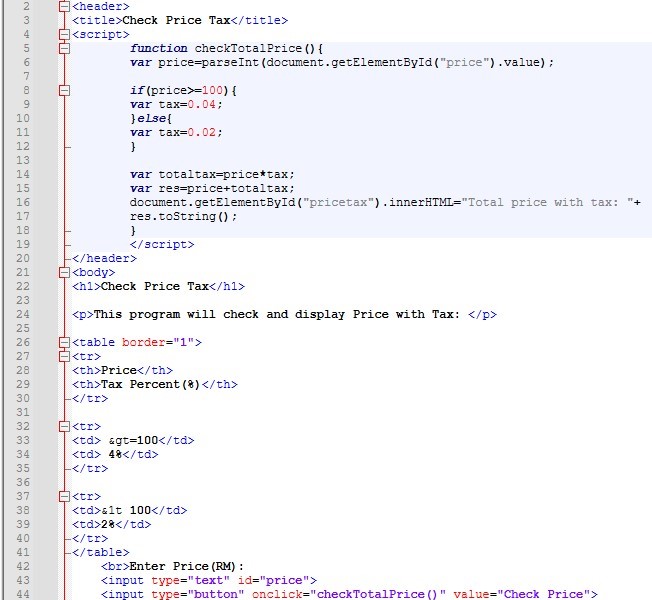 2 <header>
3 <title>Check Price Tax</title>
4 <script>
5 function checkTotalPrice(){
6 var price=parseInt(document.getElementById("price").value);
7
8 if(price>=100){
9 var tax=0.04;
10 }else{
11 var tax=0.02;
12 }
13
14 var totaltax=price*tax;
15 var res=price+totaltax;
16 document.getElementById("pricetax").innerHTML="Total price with tax: "+
17 res.toString();
18 }
19 </script>
20 </header>
21 <body>
22 <h1>Check Price Tax</h1>
23
24 <p>This program will check and display Price with Tax: </p>
25
26 <table border="1">
27 <tr>
28 <th>Price</th>
29 <th>Tax Percent(%)</th>
30 </tr>
31
32 <tr>
33 <td> &gt=100</td>
34 <td> 4%</td>
35 </tr>
36
37 <tr>
38 <td>&lt 100</td>
39 <td>2%</td>
40 </tr>
41 </table>
42 <br>Enter Price(RM):
43 <input type="text" id="price">
44 <input type="button" onclick="checkTotalPrice()" value="Check Price">